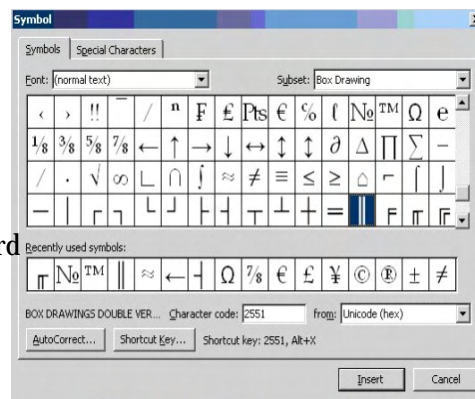 Symbol
Symbols Special Characters
Font: (normal text) Subset: Box Drawing
‹ › ‼ ‾ ⁄ ⁿ ₣ £ Pts € ℅ ℓ № ™ Ω ℮
⅛ ⅜ ⅝ ⅞ ← ↑ → ↓ ↔ ↕ ↨ ∂ ∆ ∏ ∑ −
∕ ∙ √ ∞ ∟ ∩ ∫ ≈ ≠ ≡ ≤ ≥ ⌂ ⌐ ⌠ ⌡
─ │ ┌ ┐ └ ┘ ├ ┤ ┬ ┴ ┼ ═ ║ ╒ ╓ ╔
rd
Recently used symbols:
╓ № ™ ║ ≈ ← ┤ Ω ⅞ € £ ¥ © ® ± ≠
BOX DRAWINGS DOUBLE VER... Character code: 2551 from: Unicode (hex)
AutoCorrect... Shortcut Key... Shortcut key: 2551, Alt+X
Insert Cancel